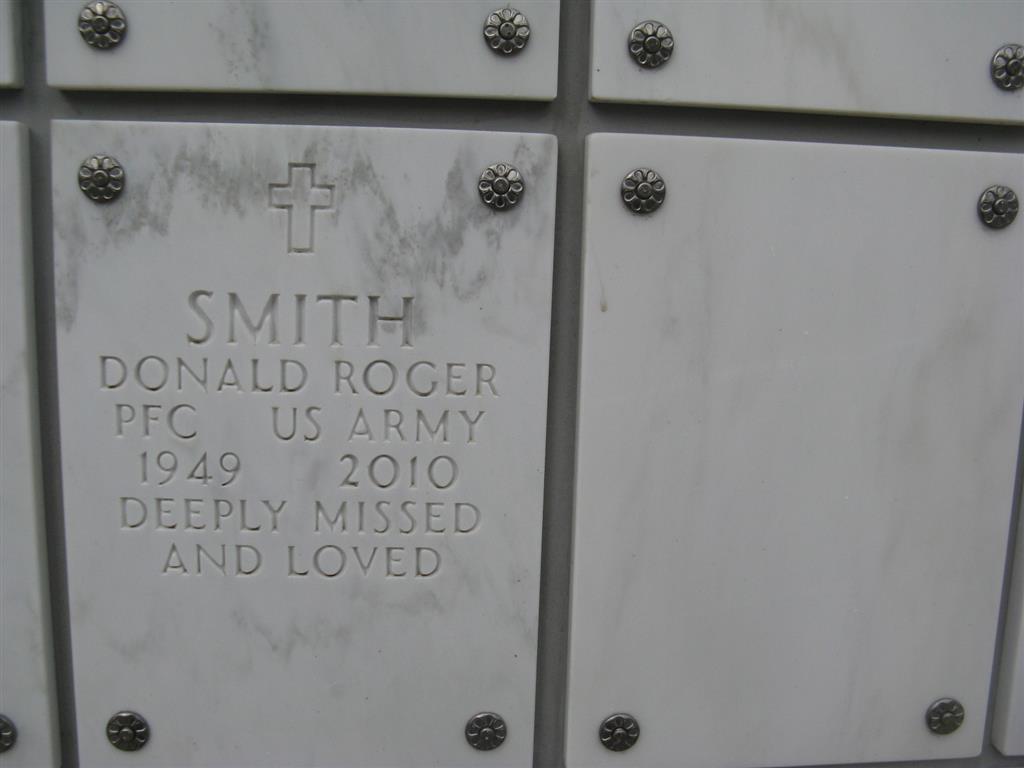 SMITH
DONALD ROGER
PFC US ARMY
1949 2010
DEEPLY MISSED
AND LOVED